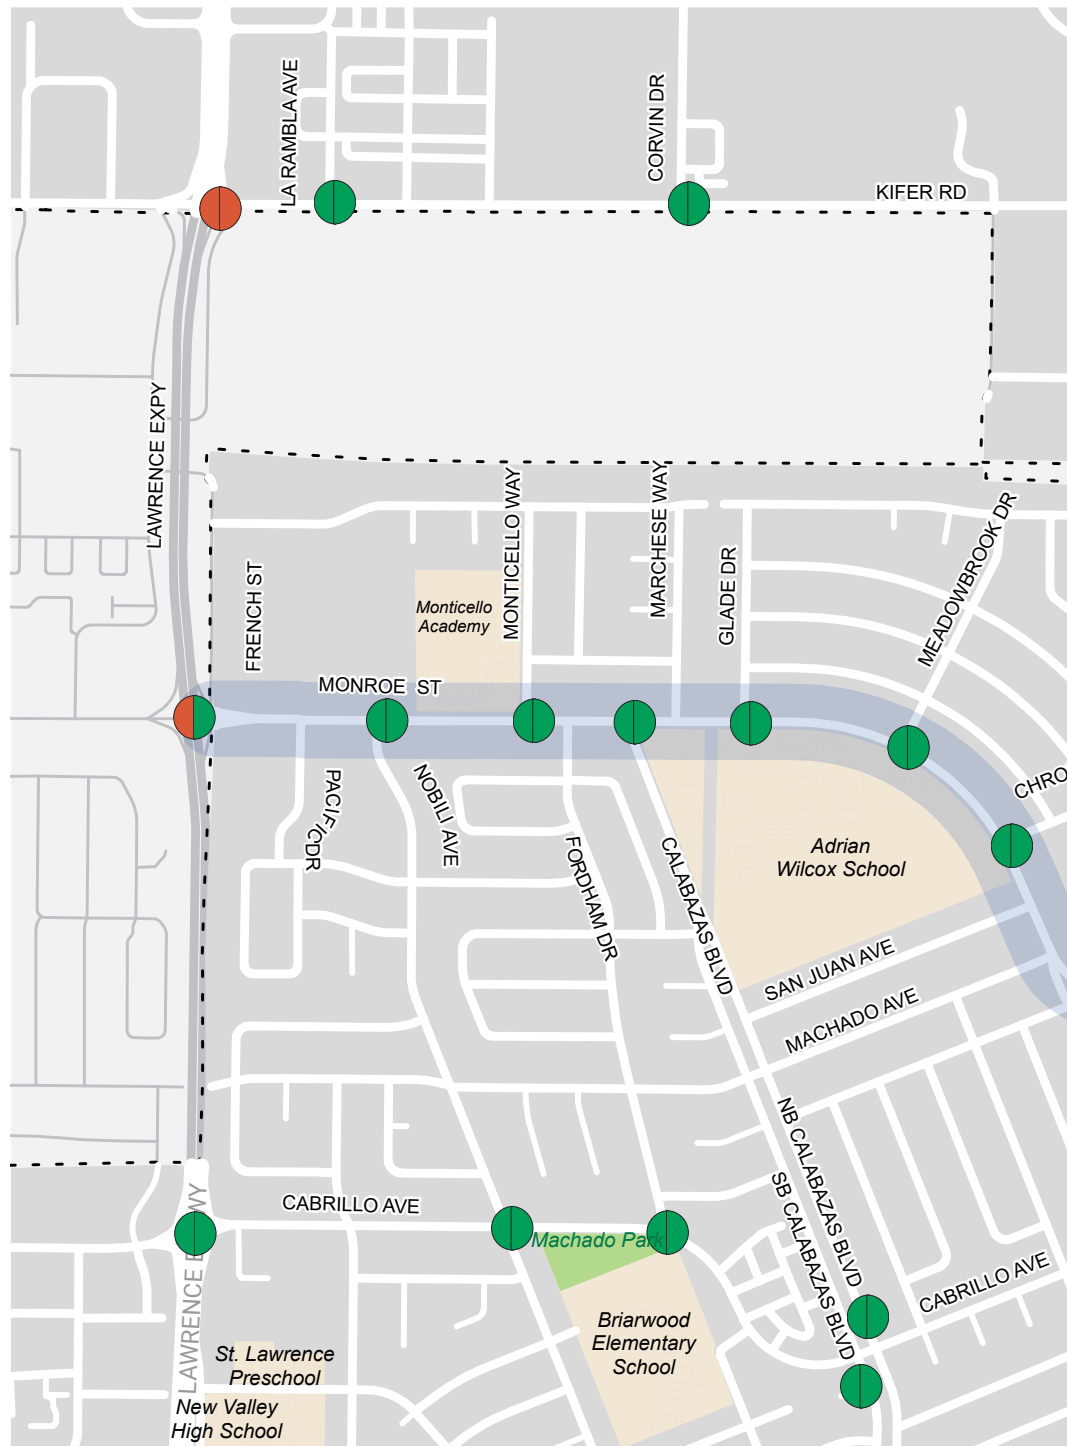 LA RAMBLA AVE
CORVIN DR
KIFER RD
LAWRENCE EXPY
MONTICELLO WAY
MARCHESE WAY
MEADOWBROOK DR
GLADE DR
FRENCH ST
Monticello
Academy
MONROE ST
PACIFIC DR
NOBILI AVE
CHRO
FORDHAM DR
CALABAZAS BLVD
Adrian
Wilcox School
SAN JUAN AVE
MACHADO AVE
NB CALABAZAS BLVD
SB CALABAZAS BLVD
CABRILLO AVE
LAWRENCE E WY
Machado Park
CABRILLO AVE
Briarwood
Elementary
School
St. Lawrence
Preschool
New Valley
High School